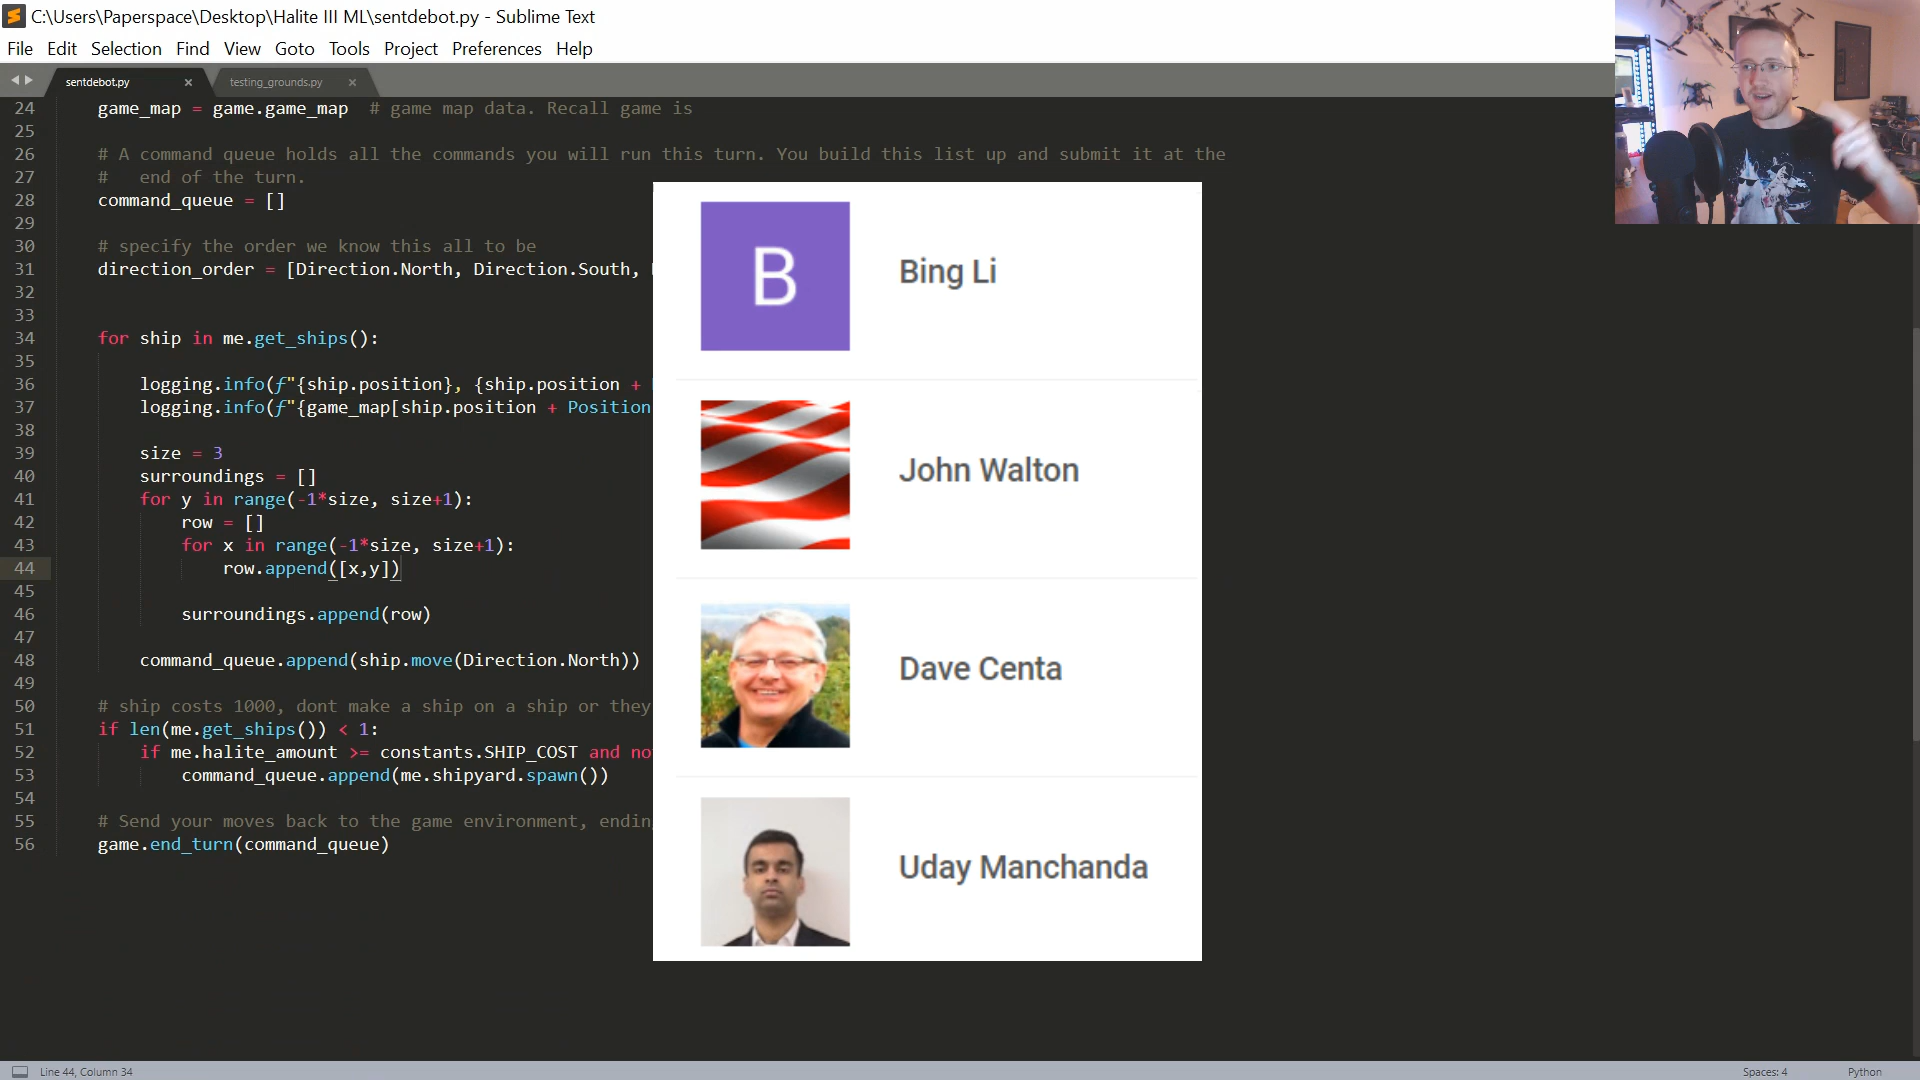 C:\Users\Paperspace\Desktop\Halite III ML\sentdebot.py - Sublime Text
File Edit Selection Find View Goto Tools Project Preferences Help
sentdebot.py × testing_grounds.py ×
24 game_map = game.game_map # game map data. Recall game is
25
26 # A command queue holds all the commands you will run this turn. You build this list up and submit it at the
27 # end of the turn.
28 command_queue = []
29
30 # specify the order we know this all to be
31 direction_order = [Direction.North, Direction.South,
32
33
34 for ship in me.get_ships():
35
36 logging.info(f"{ship.position}, {ship.position +
37 logging.info(f"{game_map[ship.position + Position
38
39 size = 3
40 surroundings = []
41 for y in range(-1*size, size+1):
42 row = []
43 for x in range(-1*size, size+1):
44 row.append([x,y])
45
46 surroundings.append(row)
47
48 command_queue.append(ship.move(Direction.North))
49
50 # ship costs 1000, dont make a ship on a ship or they
51 if len(me.get_ships()) < 1:
52 if me.halite_amount >= constants.SHIP_COST and no
53 command_queue.append(me.shipyard.spawn())
54
55 # Send your moves back to the game environment, endin
56 game.end_turn(command_queue)
B
Bing Li
John Walton
Dave Centa
Uday Manchanda
Line 44, Column 34
Spaces: 4
Python